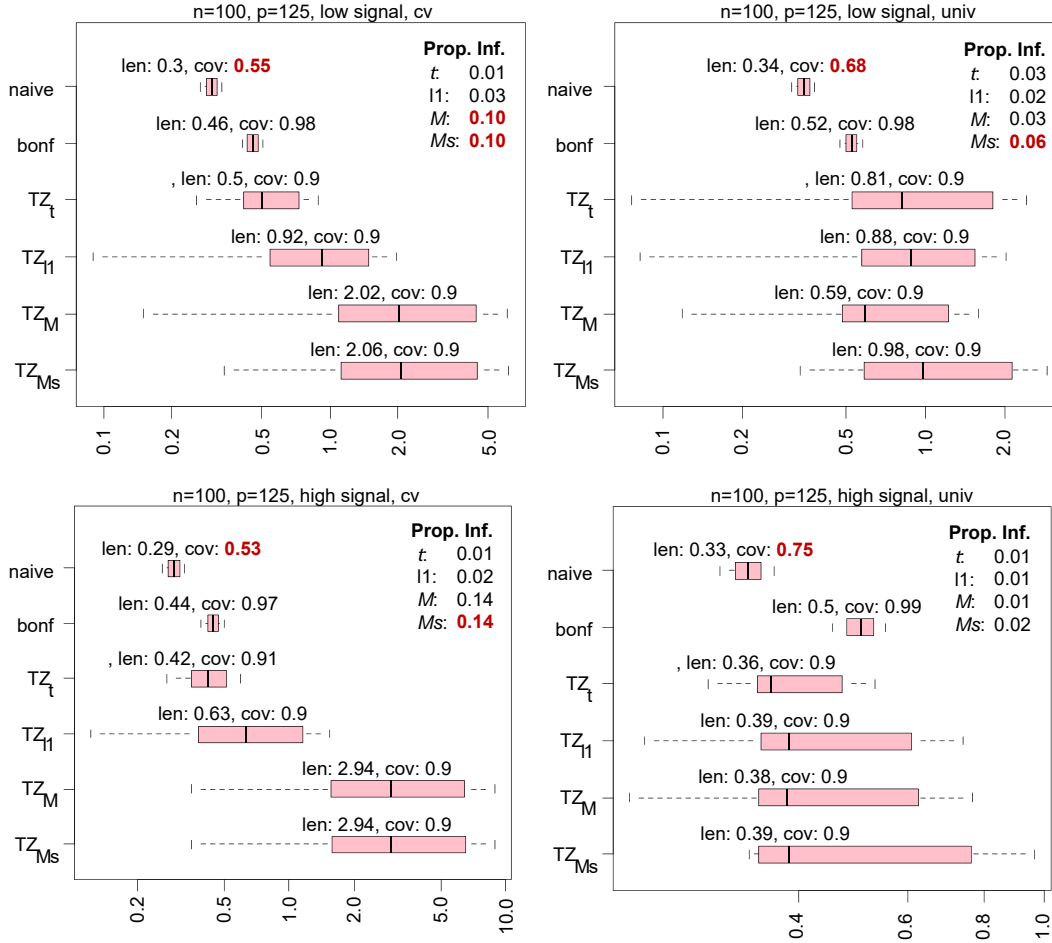 n=100, p=125, low signal, cv
Prop. Inf.
t: 0.01
l1: 0.03
M: 0.10
Ms: 0.10
naive
len: 0.3, cov: 0.55
bonf
len: 0.46, cov: 0.98
TZt
, len: 0.5, cov: 0.9
TZl1
len: 0.92, cov: 0.9
TZM
len: 2.02, cov: 0.9
TZMs
len: 2.06, cov: 0.9
0.1 0.2 0.5 1.0 2.0 5.0
n=100, p=125, low signal, univ
Prop. Inf.
t: 0.03
l1: 0.02
M: 0.03
Ms: 0.06
naive
len: 0.34, cov: 0.68
bonf
len: 0.52, cov: 0.98
TZt
, len: 0.81, cov: 0.9
TZl1
len: 0.88, cov: 0.9
TZM
len: 0.59, cov: 0.9
TZMs
len: 0.98, cov: 0.9
0.1 0.2 0.5 1.0 2.0
n=100, p=125, high signal, cv
Prop. Inf.
t: 0.01
l1: 0.02
M: 0.14
Ms: 0.14
naive
len: 0.29, cov: 0.53
bonf
len: 0.44, cov: 0.97
TZt
, len: 0.42, cov: 0.91
TZl1
len: 0.63, cov: 0.9
TZM
len: 2.94, cov: 0.9
TZMs
len: 2.94, cov: 0.9
0.2 0.5 1.0 2.0 5.0 10.0
n=100, p=125, high signal, univ
Prop. Inf.
t: 0.01
l1: 0.01
M: 0.01
Ms: 0.02
naive
len: 0.33, cov: 0.75
bonf
len: 0.5, cov: 0.99
TZt
, len: 0.36, cov: 0.9
TZl1
len: 0.39, cov: 0.9
TZM
len: 0.38, cov: 0.9
TZMs
len: 0.39, cov: 0.9
0.4 0.6 0.8 1.0